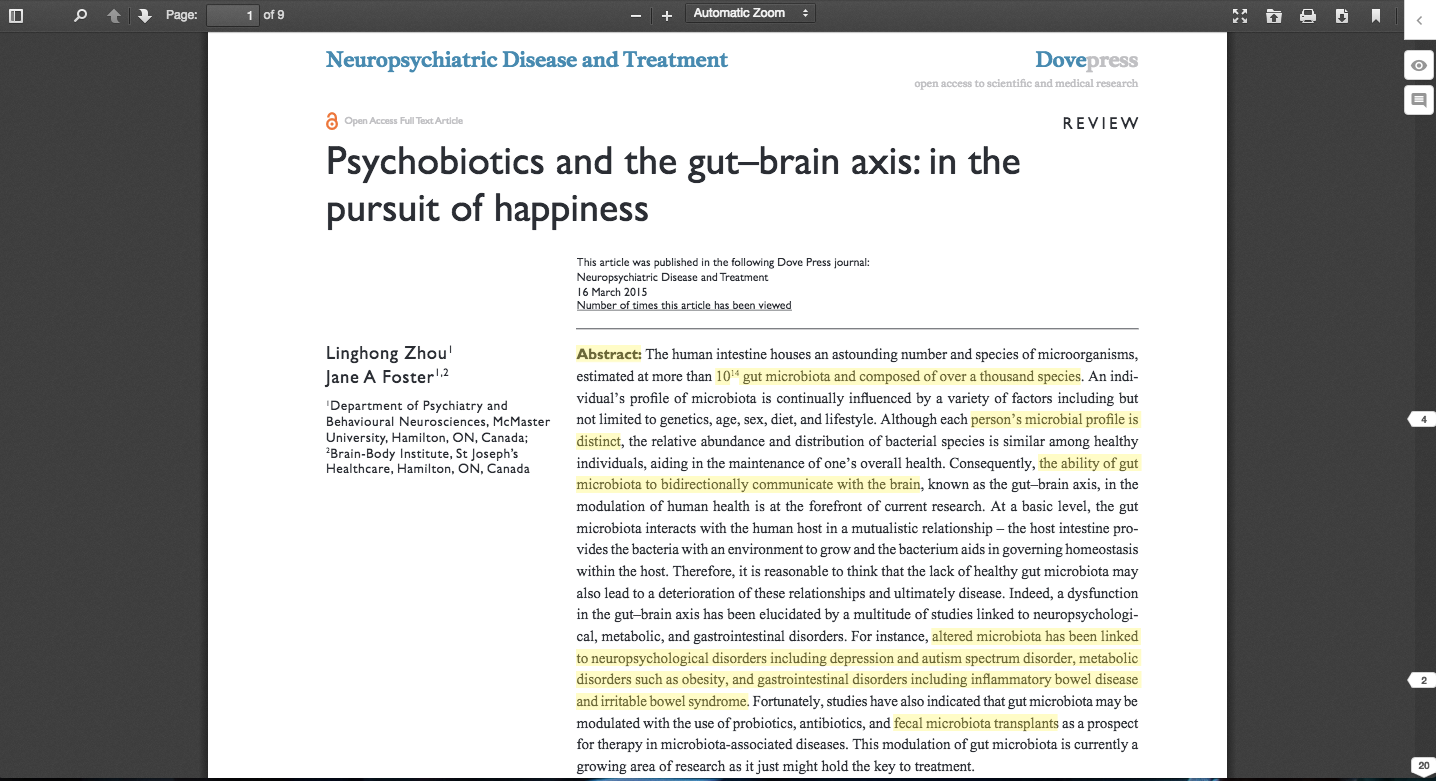 Page: 1 of 9
Automatic Zoom
Neuropsychiatric Disease and Treatment
Dovepress
open access to scientific and medical research
Open Access Full Text Article
REVIEW
Psychobiotics and the gut–brain axis: in the
pursuit of happiness
This article was published in the following Dove Press journal:
Neuropsychiatric Disease and Treatment
16 March 2015
Number of times this article has been viewed
Linghong Zhou¹
Jane A Foster¹,²
¹Department of Psychiatry and
Behavioural Neurosciences, McMaster
University, Hamilton, ON, Canada;
²Brain-Body Institute, St Joseph’s
Healthcare, Hamilton, ON, Canada
Abstract: The human intestine houses an astounding number and species of microorganisms,
estimated at more than 10¹⁴ gut microbiota and composed of over a thousand species. An indi-
vidual’s profile of microbiota is continually influenced by a variety of factors including but
not limited to genetics, age, sex, diet, and lifestyle. Although each person’s microbial profile is
distinct, the relative abundance and distribution of bacterial species is similar among healthy
individuals, aiding in the maintenance of one’s overall health. Consequently, the ability of gut
microbiota to bidirectionally communicate with the brain, known as the gut–brain axis, in the
modulation of human health is at the forefront of current research. At a basic level, the gut
microbiota interacts with the human host in a mutualistic relationship – the host intestine pro-
vides the bacteria with an environment to grow and the bacterium aids in governing homeostasis
within the host. Therefore, it is reasonable to think that the lack of healthy gut microbiota may
also lead to a deterioration of these relationships and ultimately disease. Indeed, a dysfunction
in the gut–brain axis has been elucidated by a multitude of studies linked to neuropsychologi-
cal, metabolic, and gastrointestinal disorders. For instance, altered microbiota has been linked
to neuropsychological disorders including depression and autism spectrum disorder, metabolic
disorders such as obesity, and gastrointestinal disorders including inflammatory bowel disease
and irritable bowel syndrome. Fortunately, studies have also indicated that gut microbiota may be
modulated with the use of probiotics, antibiotics, and fecal microbiota transplants as a prospect
for therapy in microbiota-associated diseases. This modulation of gut microbiota is currently a
growing area of research as it just might hold the key to treatment.
4
2
20